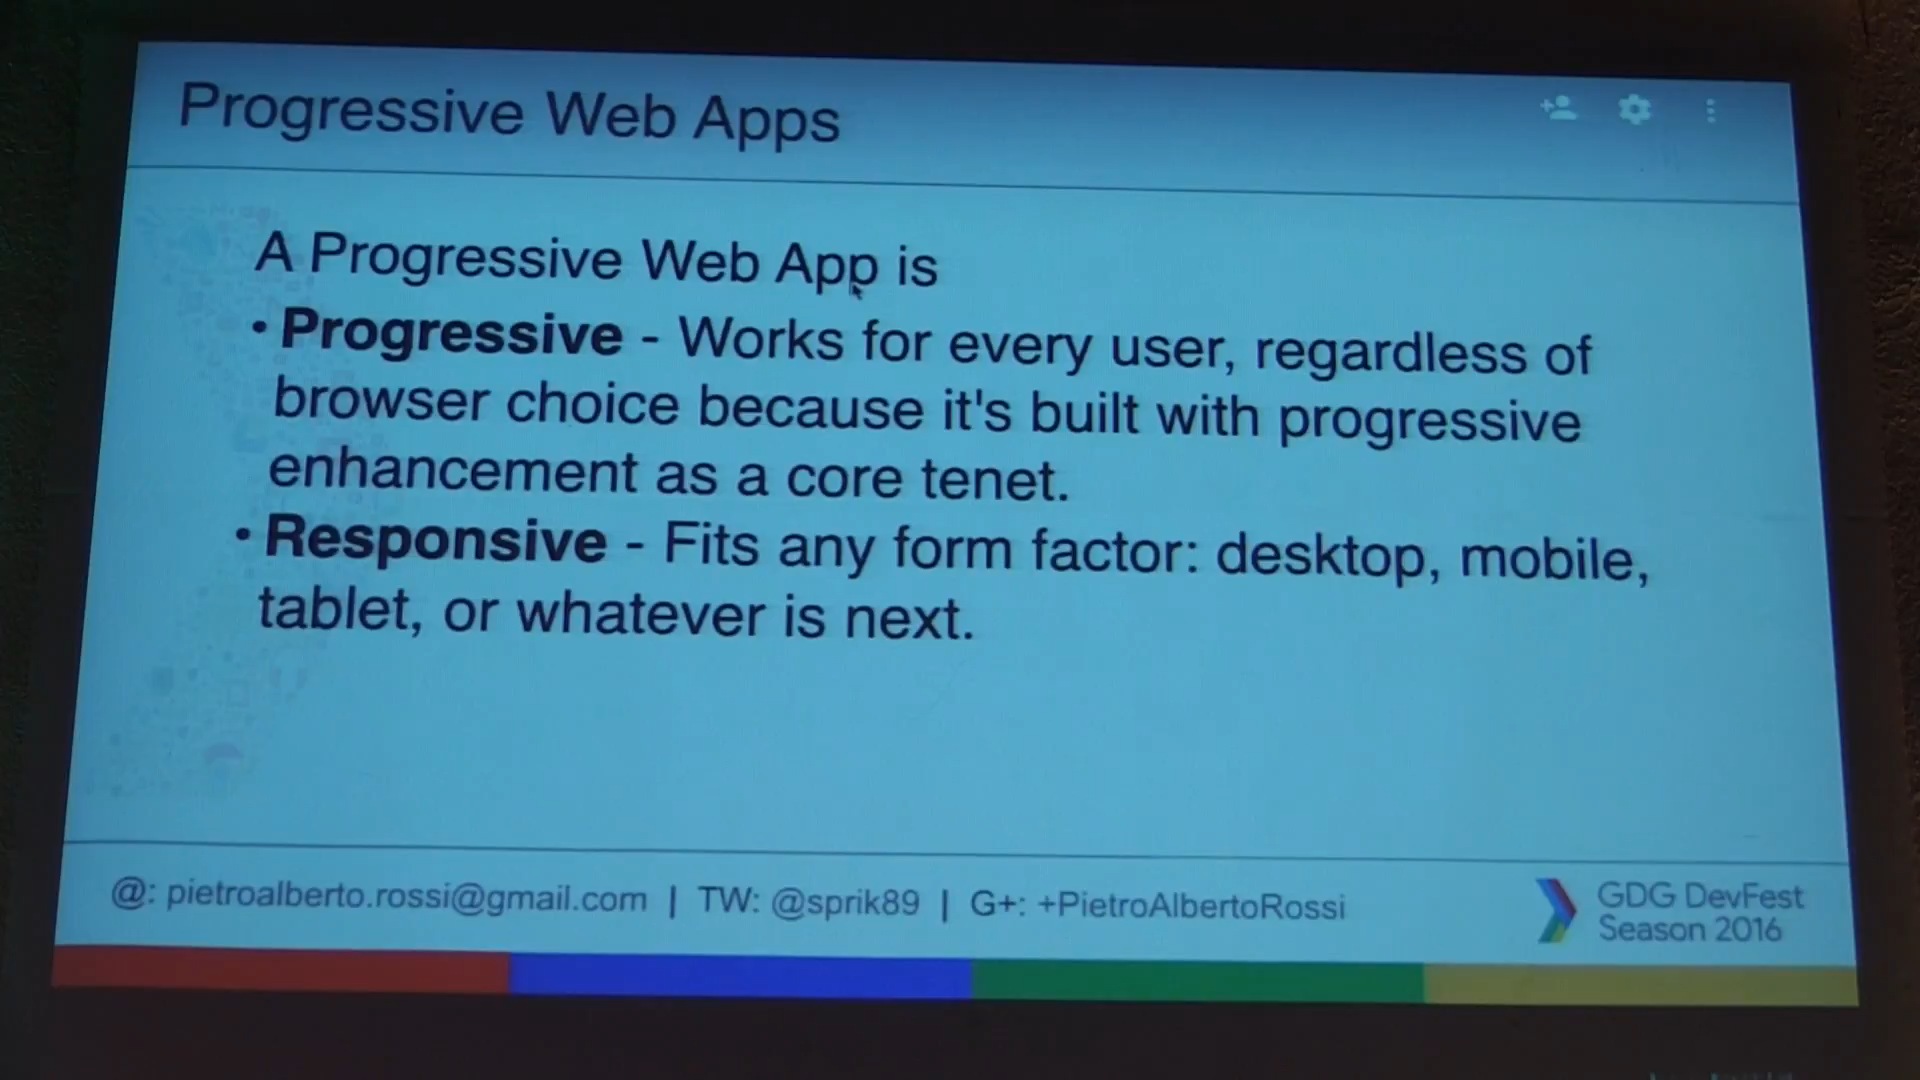 Progressive Web Apps
A Progressive Web App is
• Progressive - Works for every user, regardless of
browser choice because it's built with progressive
enhancement as a core tenet.
• Responsive - Fits any form factor: desktop, mobile,
tablet, or whatever is next.
@: pietroalberto.rossi@gmail.com | TW: @sprik89 | G+: +PietroAlbertoRossi
GDG DevFest
Season 2016